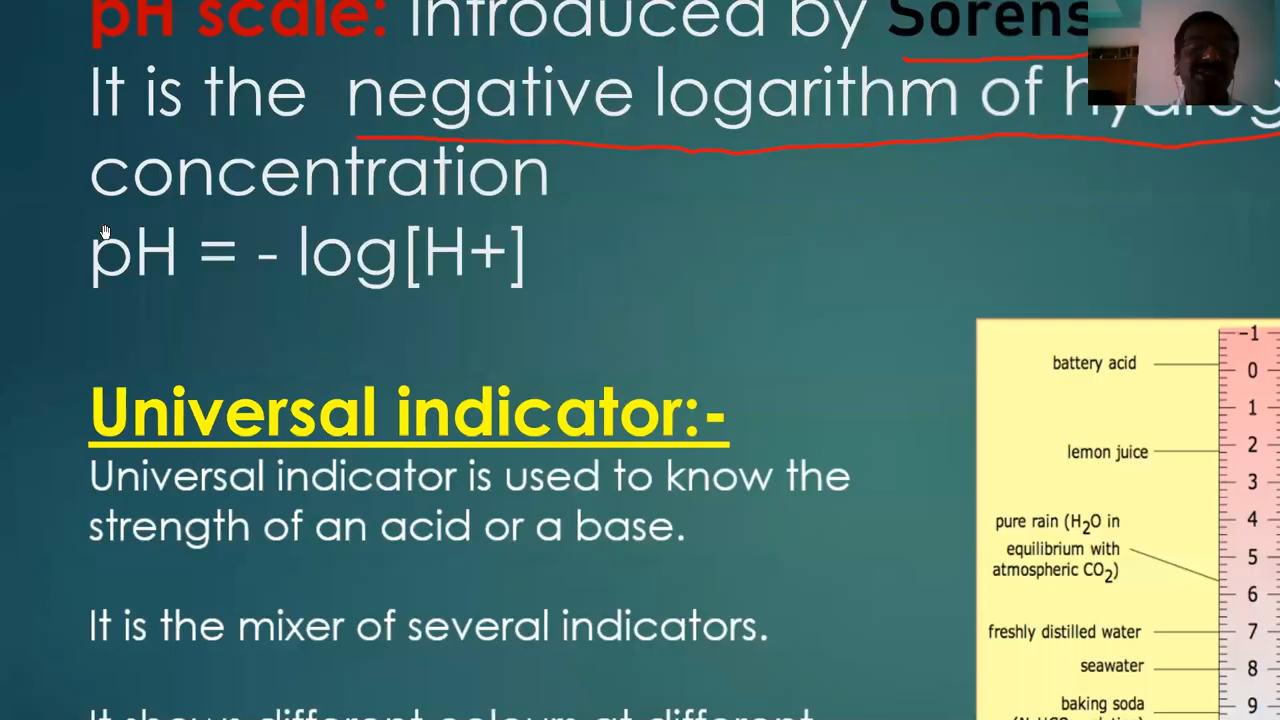 pH scale: Introduced by Sorens
It is the negative logarithm of hydrog
concentration
pH = - log[H+]
Universal indicator:-
Universal indicator is used to know the
strength of an acid or a base.
It is the mixer of several indicators.
It shows different colours at different
battery acid
lemon juice
pure rain (H₂O in
equilibrium with
atmospheric CO₂)
freshly distilled water
seawater
baking soda
-1
0
1
2
3
4
5
6
7
8
9